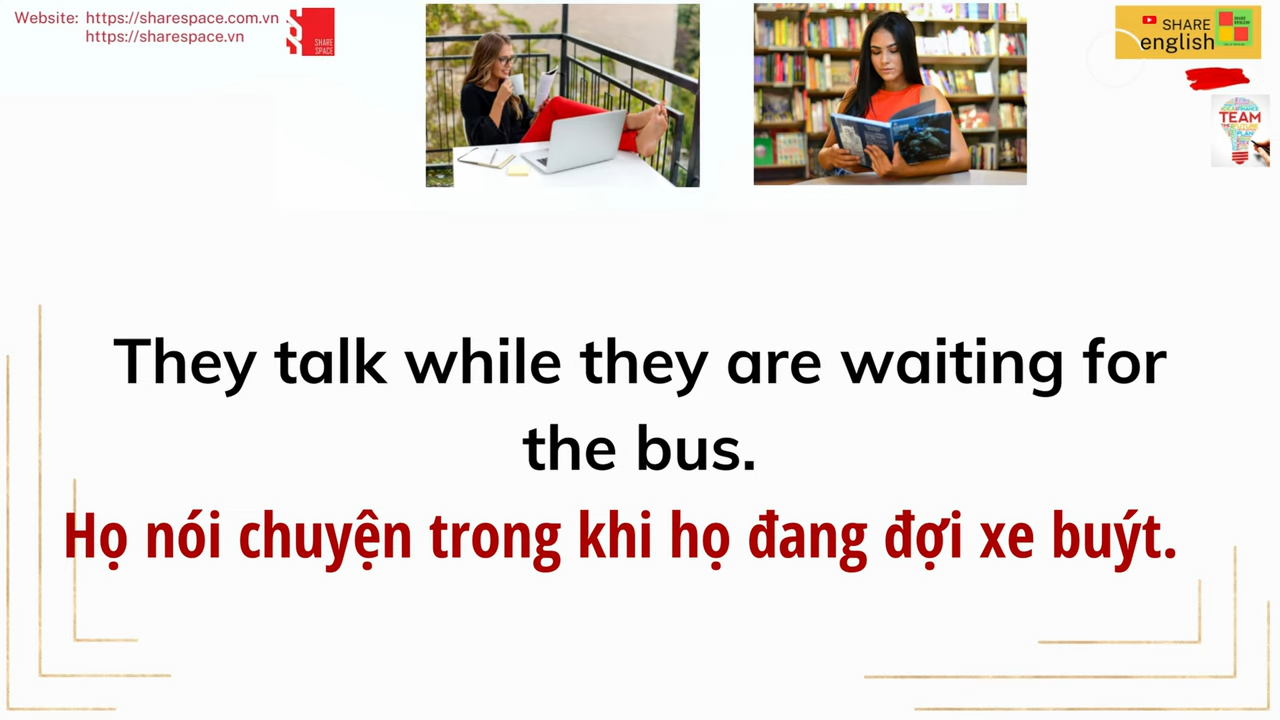 Website: https://sharespace.com.vn
https://sharespace.vn
SHARE
SPACE
SHARE
english
TEAM
They talk while they are waiting for
the bus.
Họ nói chuyện trong khi họ đang đợi xe buýt.